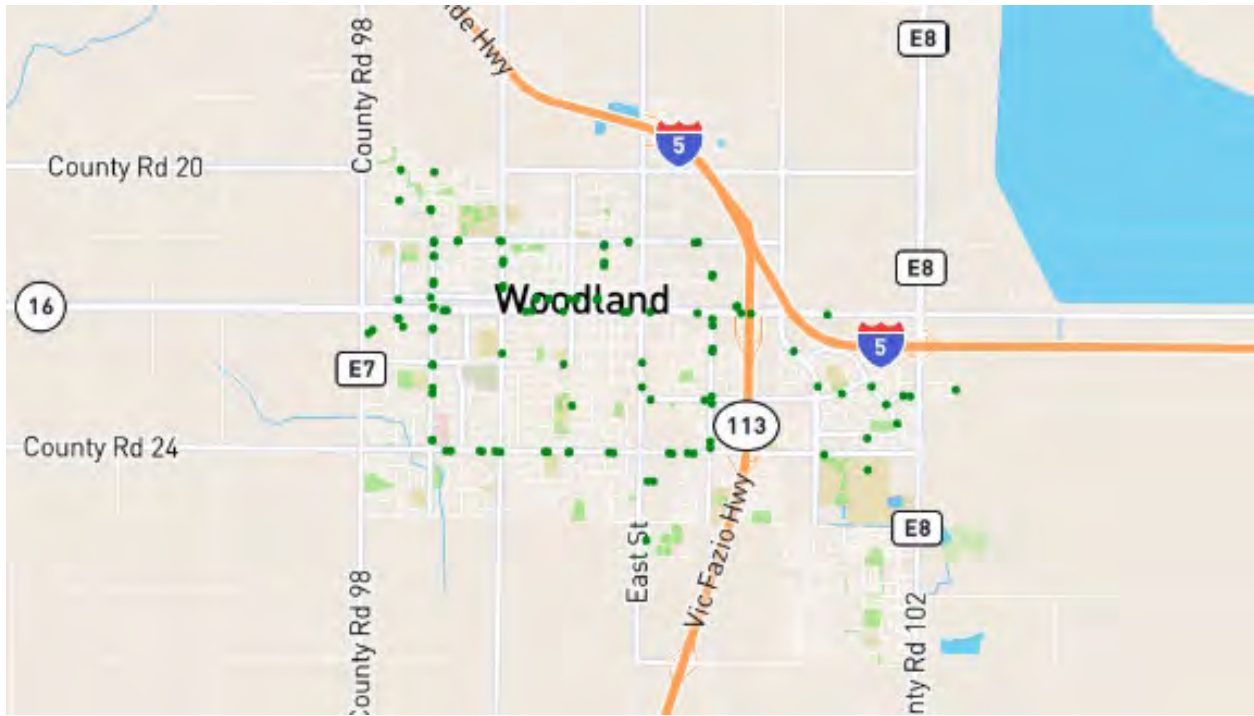 de Hwy
County Rd 98
E8
5
County Rd 20
E8
16
Woodland
5
E7
113
County Rd 24
E8
East St
Vic Fazio Hwy
County Rd 98
nty Rd 102